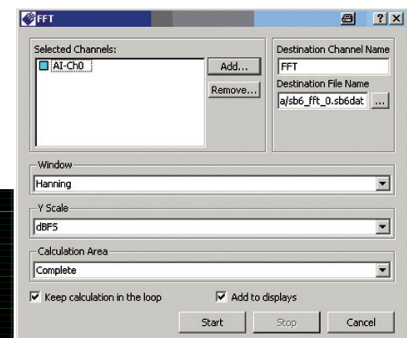 FFT
Selected Channels:
AI-Ch0
Add...
Remove...
Destination Channel Name
FFT
Destination File Name
a/sb6_fft_0.sb6dat
...
Window
Hanning
Y Scale
dBFS
Calculation Area
Complete
Keep calculation in the loop
Add to displays
Start
Stop
Cancel